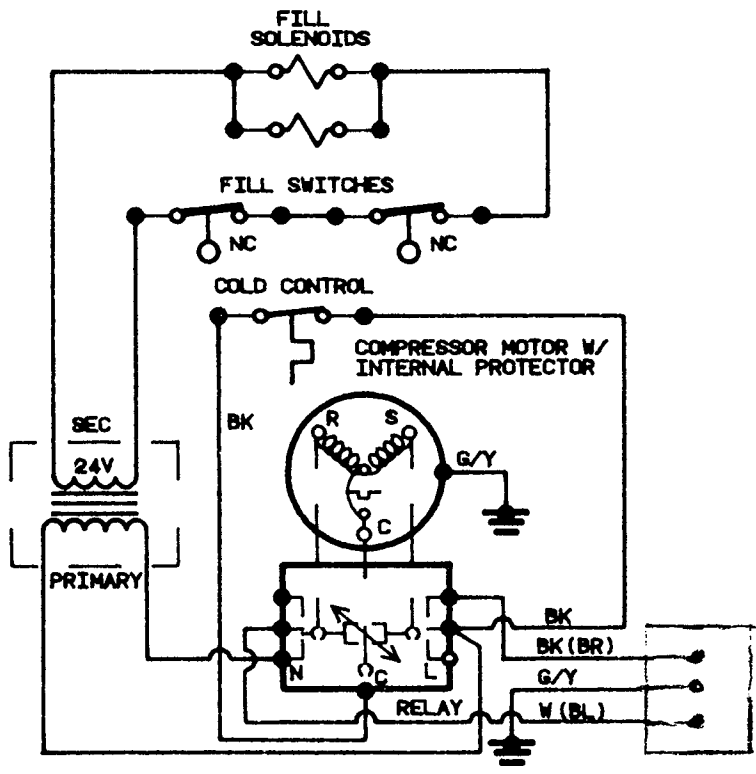 FILL
SOLENOIDS
FILL SWITCHES
NC
NC
COLD CONTROL
COMPRESSOR MOTOR W/
INTERNAL PROTECTOR
BK
R
S
G/Y
C
SEC
24V
PRIMARY
BK
BK(BR)
N
C
L
G/Y
RELAY
W(BL)